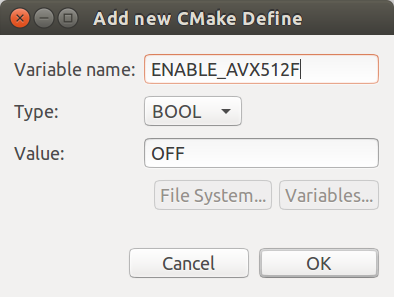 Add new CMake Define
Variable name: ENABLE_AVX512F
Type: BOOL
Value: OFF
File System... Variables...
Cancel OK